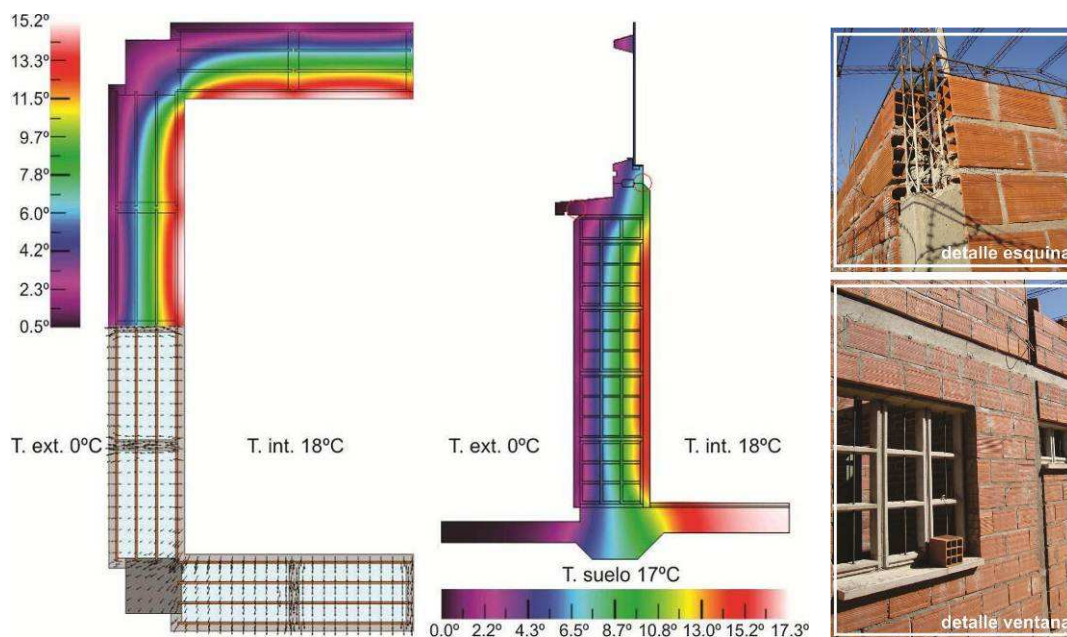 15.2º
13.3º
11.5º
9.7º
7.8º
6.0º
4.2º
2.3º
0.5º
T. ext. 0ºC
T. int. 18ºC
T. ext. 0ºC
T. int. 18ºC
T. suelo 17ºC
0.0º 2.2º 4.3º 6.5º 8.7º 10.8º 13.0º 15.2º 17.3º
detalle esquina
detalle ventana